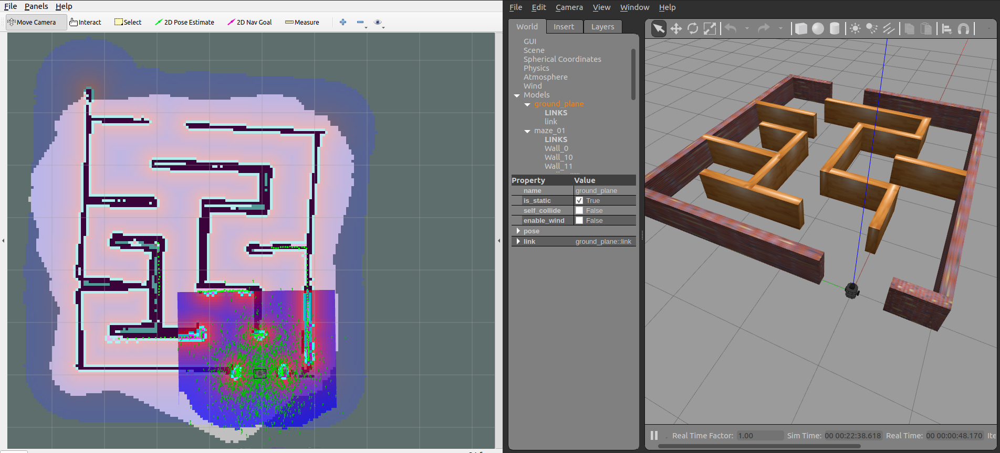 File Panels Help
Move Camera Interact Select 2D Pose Estimate 2D Nav Goal Measure
File Edit Camera View Window Help
World Insert Layers
GUI
Scene
Spherical Coordinates
Physics
Atmosphere
Wind
Models
ground_plane
LINKS
link
maze_01
LINKS
Wall_0
Wall_10
Wall_11
Property Value
name ground_plane
is_static True
self_collide False
enable_wind False
pose
link ground_plane::link
Real Time Factor: 1.00 Sim Time: 00 00:22:38.618 Real Time: 00 00:00:48.170 Ite